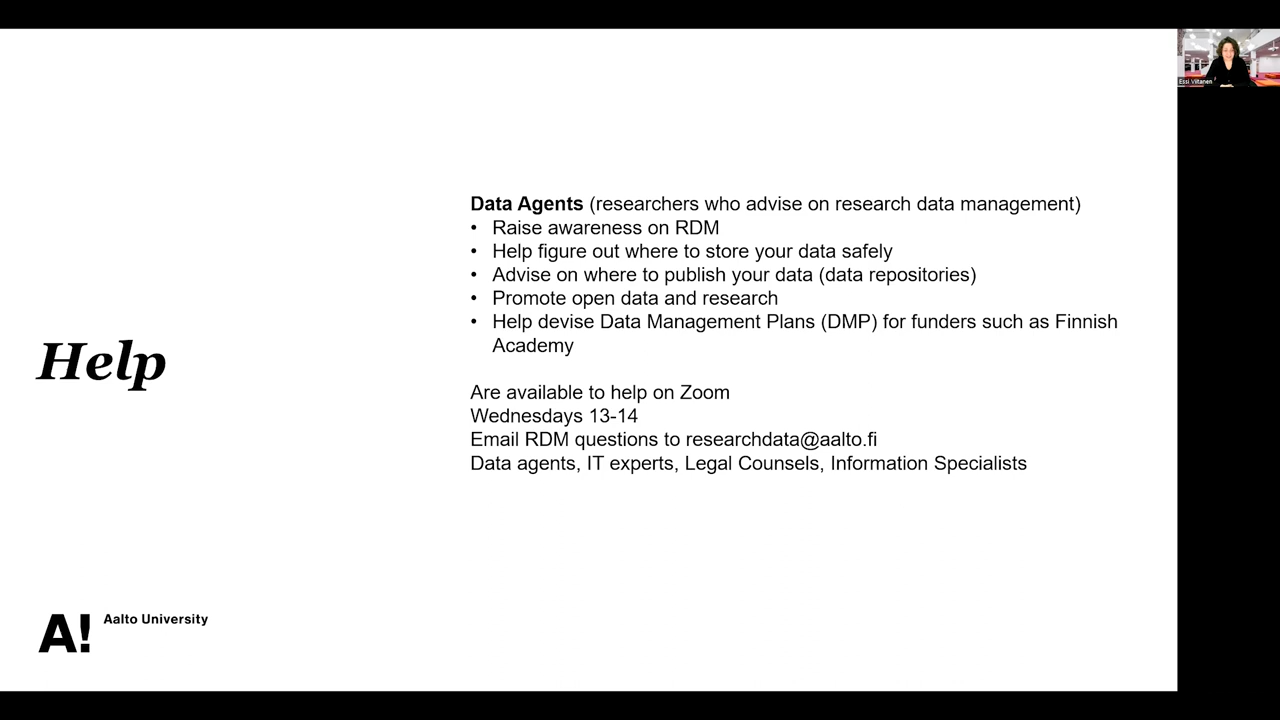 Essi Viitanen
Data Agents (researchers who advise on research data management)
• Raise awareness on RDM
• Help figure out where to store your data safely
• Advise on where to publish your data (data repositories)
• Promote open data and research
• Help devise Data Management Plans (DMP) for funders such as Finnish
Academy
Help
Are available to help on Zoom
Wednesdays 13-14
Email RDM questions to researchdata@aalto.fi
Data agents, IT experts, Legal Counsels, Information Specialists
A! Aalto University